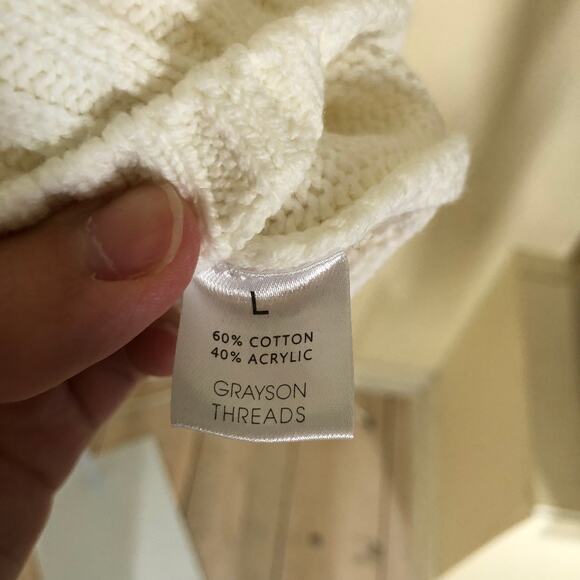 L
60% COTTON
40% ACRYLIC
GRAYSON
THREADS